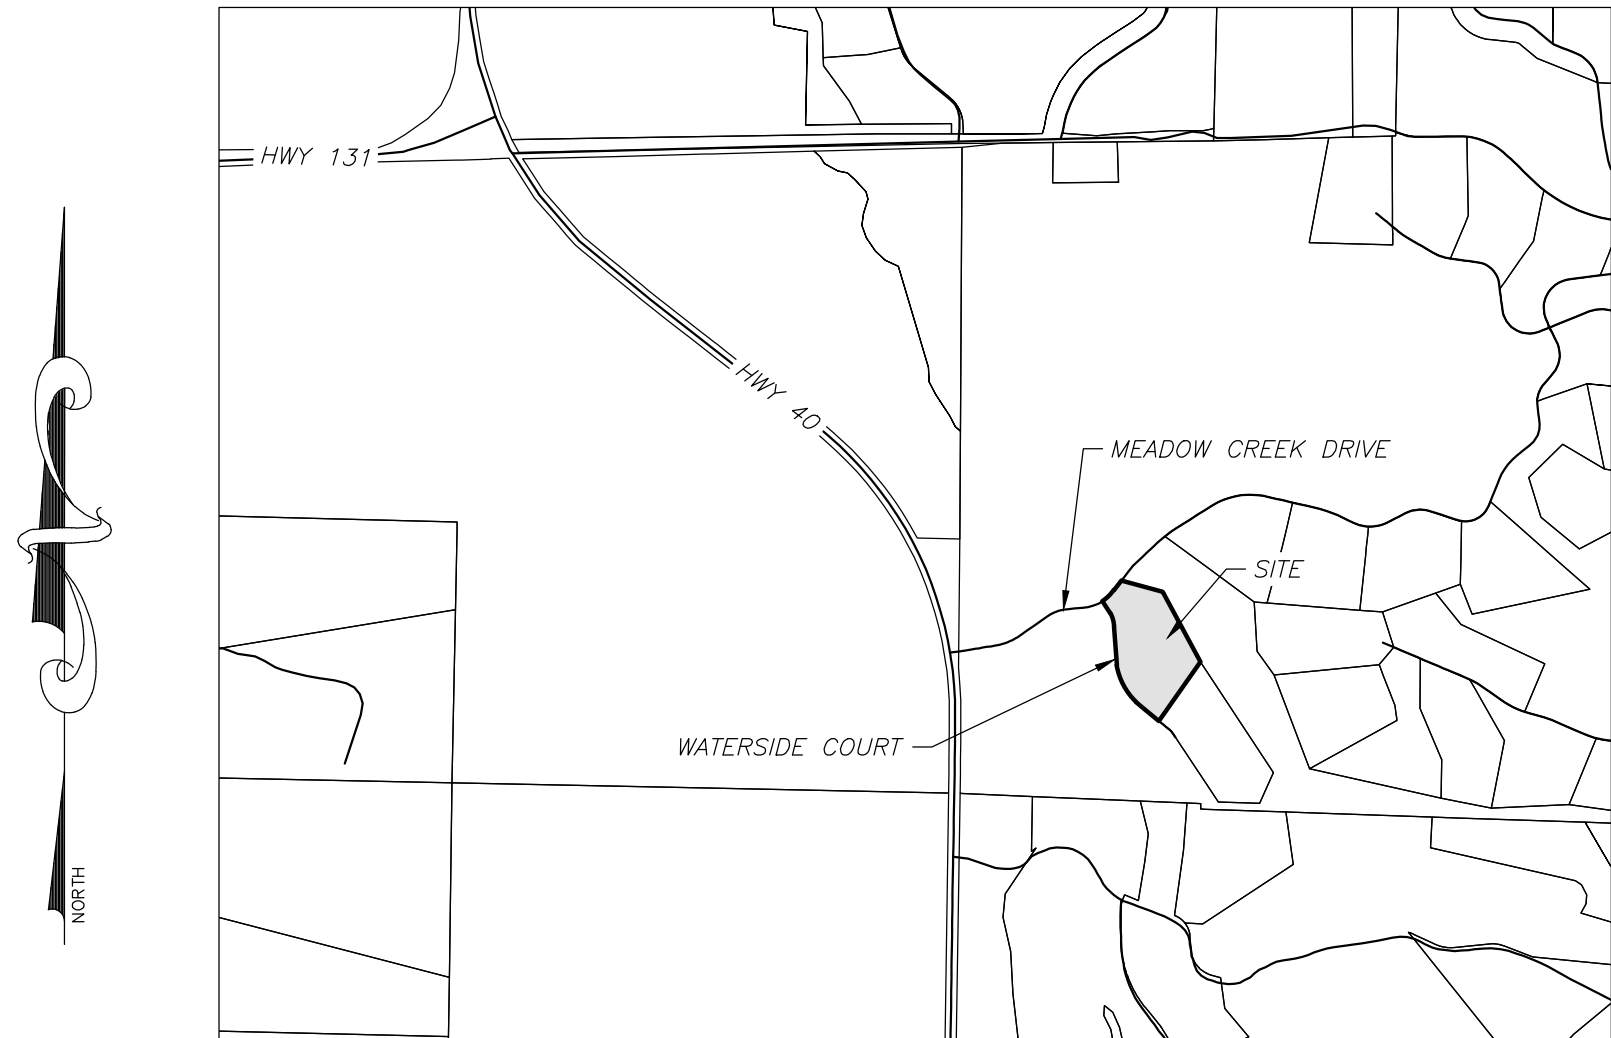 HWY 131
HWY 40
MEADOW CREEK DRIVE
SITE
WATERSIDE COURT
NORTH